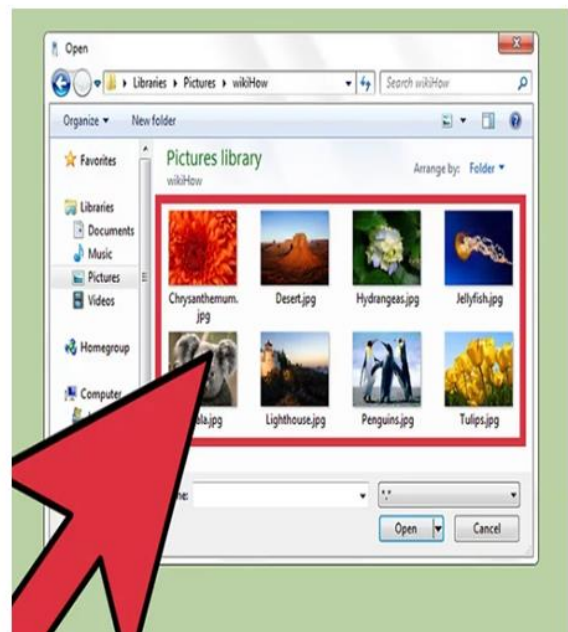 Open
Libraries ▸ Pictures ▸ wikiHow
Search wikiHow
Organize
New folder
Favorites
Libraries
Documents
Music
Pictures
Videos
Homegroup
Computer
Pictures library
wikiHow
Arrange by: Folder
Chrysanthemum.
jpg
Desert.jpg
Hydrangeas.jpg
Jellyfish.jpg
ala.jpg
Lighthouse.jpg
Penguins.jpg
Tulips.jpg
*.*
Open
Cancel